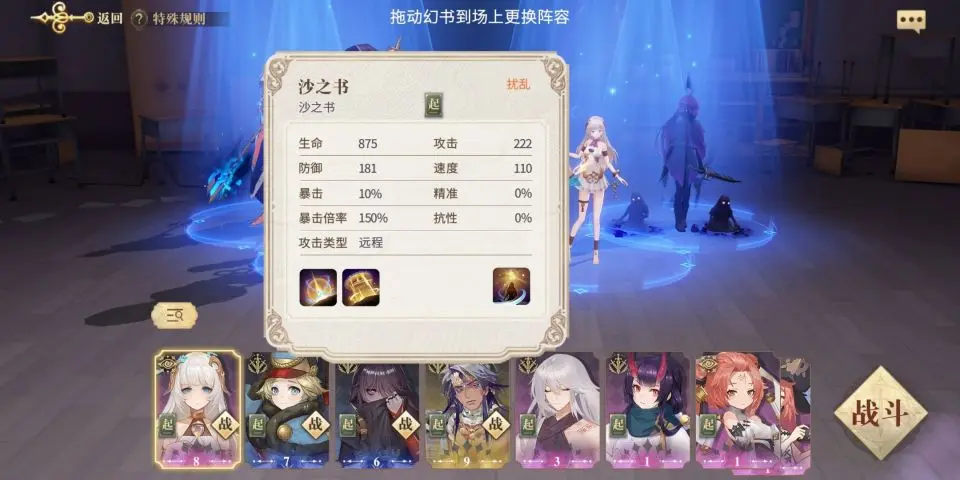 返回 ? 特殊规则
拖动幻书到场上更换阵容
沙之书
扰乱
沙之书
起
生命 875 攻击 222
防御 181 速度 110
暴击 10% 精准 0%
暴击倍率 150% 抗性 0%
攻击类型 远程
起 战 起 战 起 战 起 战 起 起 起
8 7 6 9 3 1 1
战斗